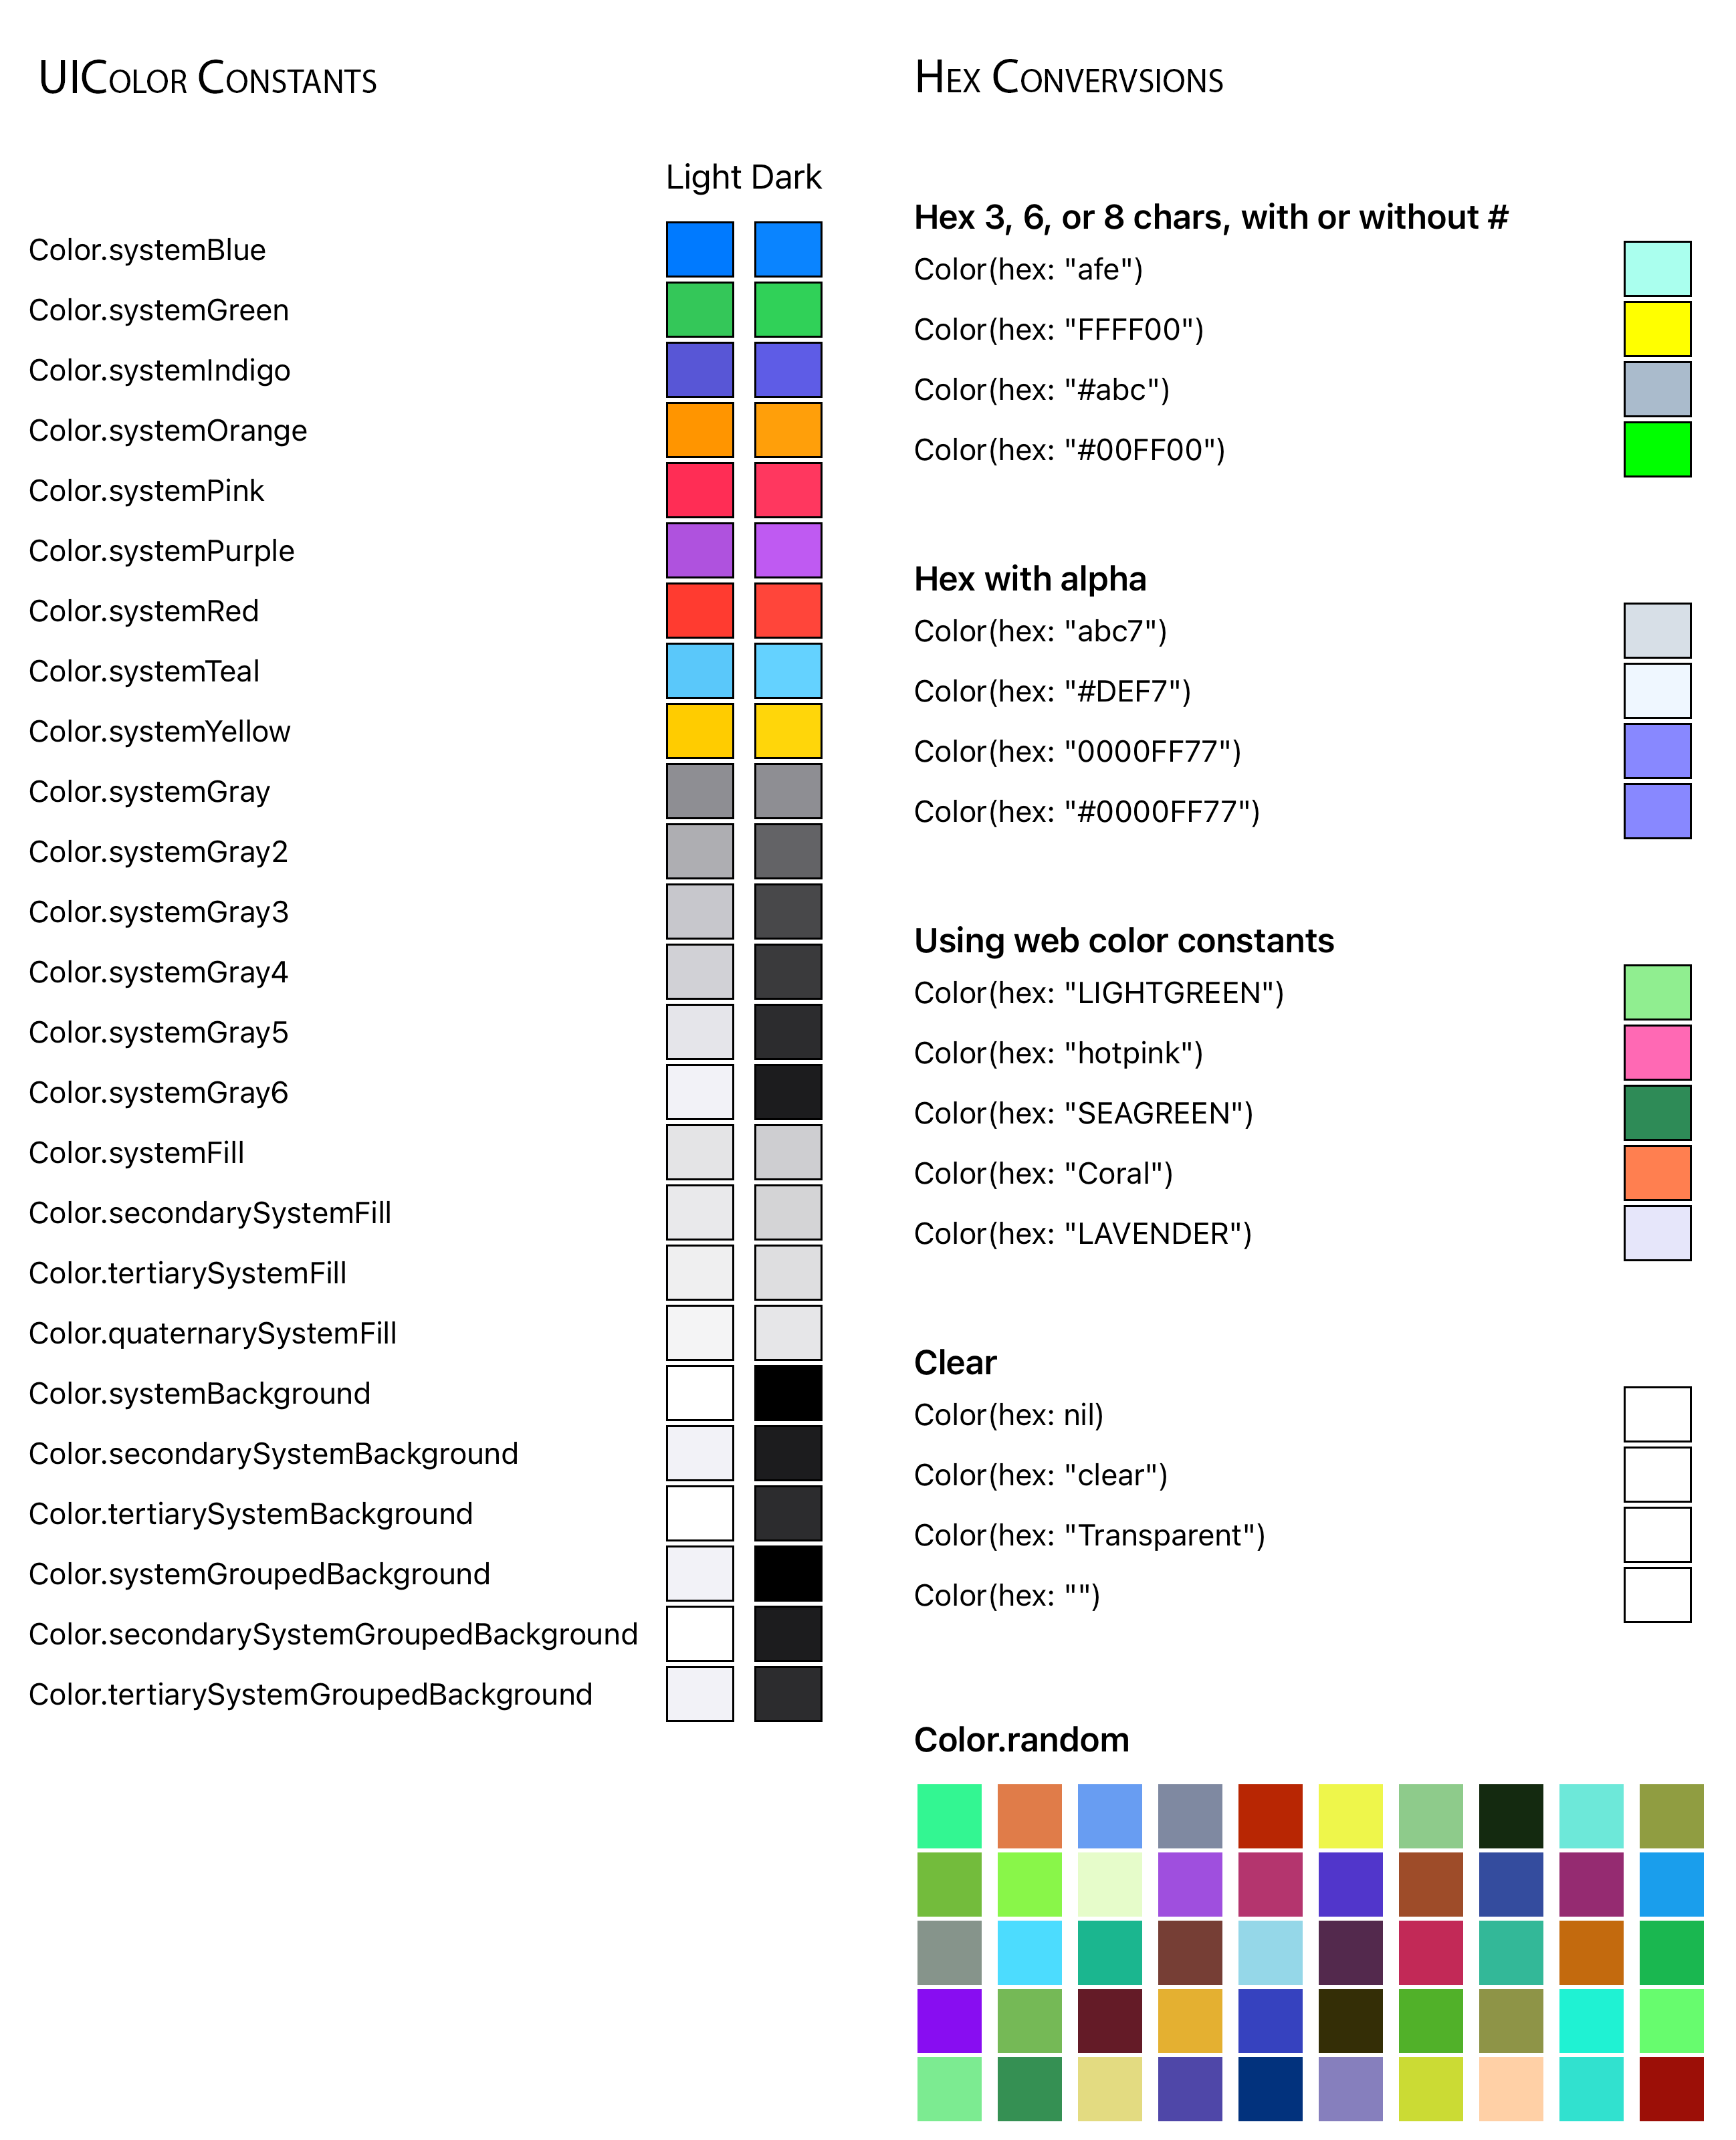 UIColor Constants
Light Dark
Color.systemBlue
Color.systemGreen
Color.systemIndigo
Color.systemOrange
Color.systemPink
Color.systemPurple
Color.systemRed
Color.systemTeal
Color.systemYellow
Color.systemGray
Color.systemGray2
Color.systemGray3
Color.systemGray4
Color.systemGray5
Color.systemGray6
Color.systemFill
Color.secondarySystemFill
Color.tertiarySystemFill
Color.quaternarySystemFill
Color.systemBackground
Color.secondarySystemBackground
Color.tertiarySystemBackground
Color.systemGroupedBackground
Color.secondarySystemGroupedBackground
Color.tertiarySystemGroupedBackground
Hex Convervsions
Hex 3, 6, or 8 chars, with or without #
Color(hex: "afe")
Color(hex: "FFFF00")
Color(hex: "#abc")
Color(hex: "#00FF00")
Hex with alpha
Color(hex: "abc7")
Color(hex: "#DEF7")
Color(hex: "0000FF77")
Color(hex: "#0000FF77")
Using web color constants
Color(hex: "LIGHTGREEN")
Color(hex: "hotpink")
Color(hex: "SEAGREEN")
Color(hex: "Coral")
Color(hex: "LAVENDER")
Clear
Color(hex: nil)
Color(hex: "clear")
Color(hex: "Transparent")
Color(hex: "")
Color.random